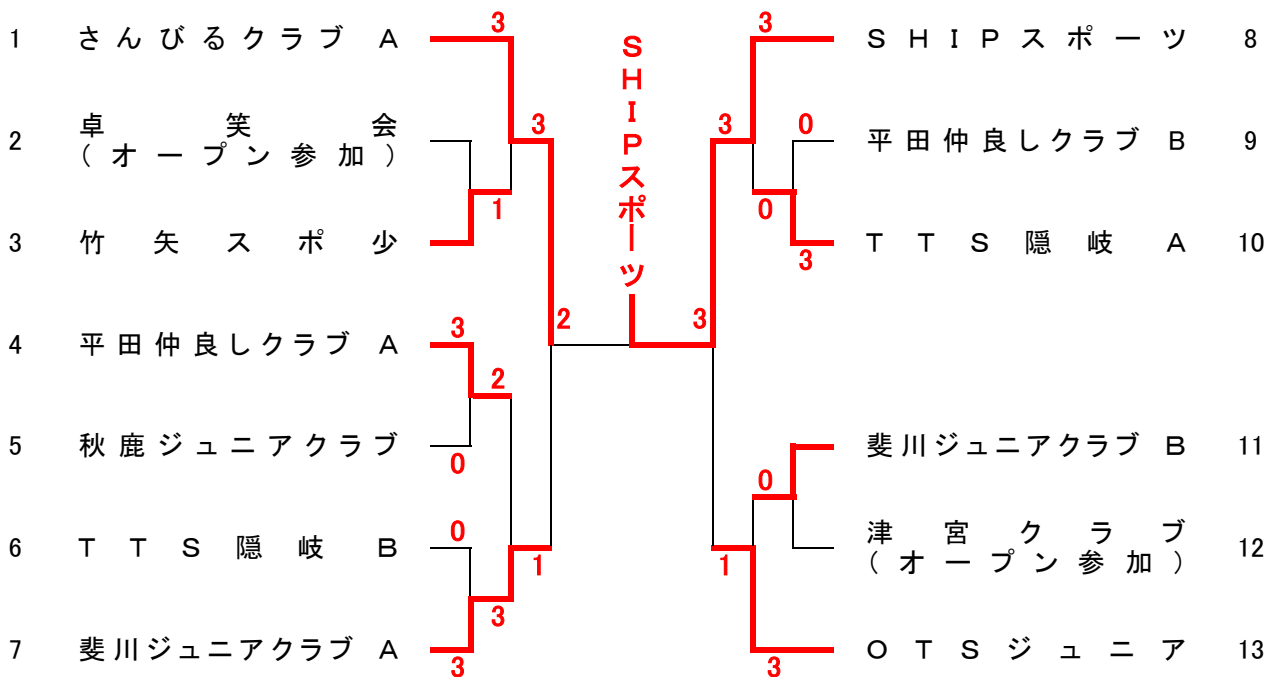 1 さんびるクラブ A
2 卓笑会
(オープン参加)
3 竹矢スポ少
4 平田仲良しクラブ A
5 秋鹿ジュニアクラブ
6 TTS隠岐 B
7 斐川ジュニアクラブ A
3
3
1
2
3
2
0
0
1
3
3
SHIPスポーツ
3
3
0
0
3
3
0
1
3
SHIPスポーツ 8
平田仲良しクラブ B 9
TTS隠岐 A 10
斐川ジュニアクラブ B 11
津宮クラブ
(オープン参加) 12
OTSジュニア 13